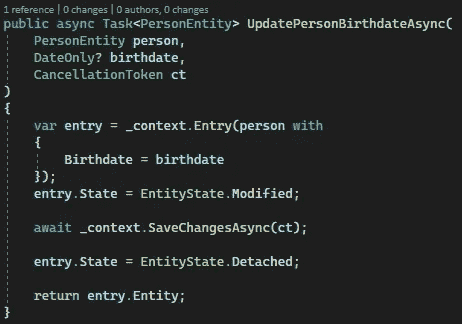 1 reference | 0 changes | 0 authors, 0 changes
public async Task<PersonEntity> UpdatePersonBirthdateAsync(
    PersonEntity person,
    DateOnly? birthdate,
    CancellationToken ct
)
{
    var entry = _context.Entry(person with
    {
        Birthdate = birthdate
    });
    entry.State = EntityState.Modified;

    await _context.SaveChangesAsync(ct);

    entry.State = EntityState.Detached;

    return entry.Entity;
}